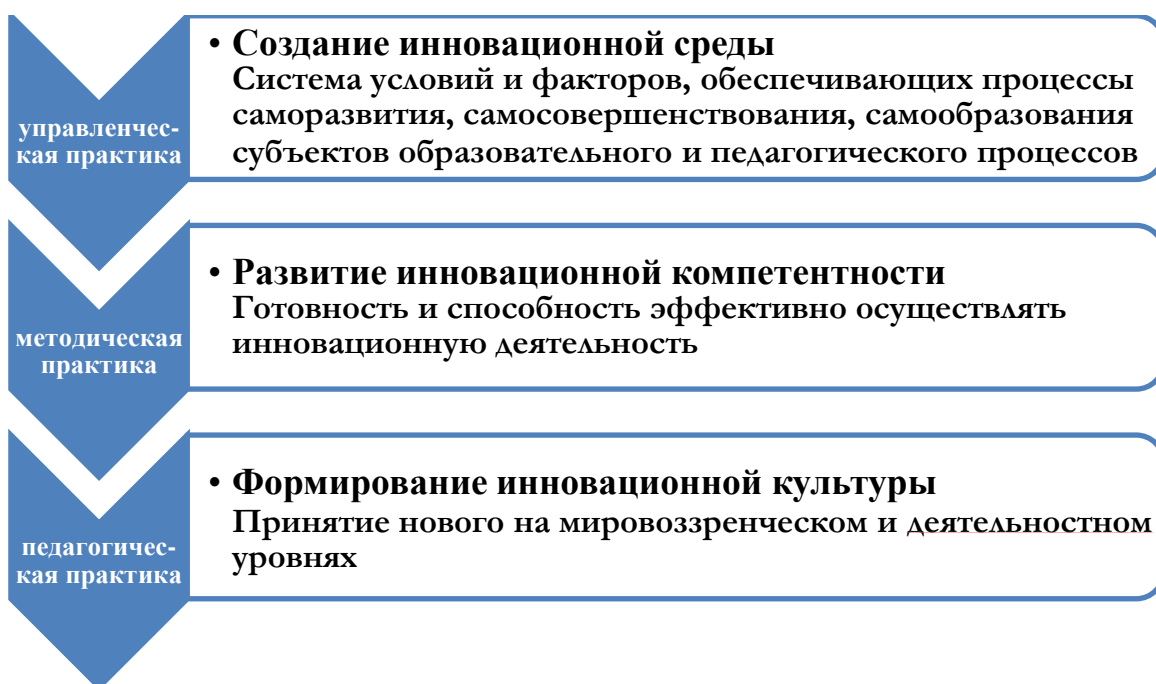 управленчес-
кая практика
• Создание инновационной среды
Система условий и факторов, обеспечивающих процессы
саморазвития, самосовершенствования, самообразования
субъектов образовательного и педагогического процессов
методическая
практика
• Развитие инновационной компетентности
Готовность и способность эффективно осуществлять
инновационную деятельность
педагогичес-
кая практика
• Формирование инновационной культуры
Принятие нового на мировоззренческом и деятельностном
уровнях